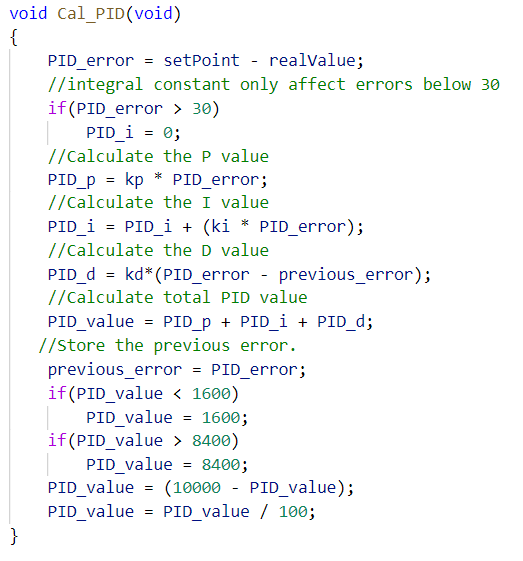 void Cal_PID(void)
{
    PID_error = setPoint - realValue;
    //integral constant only affect errors below 30
    if(PID_error > 30)
        PID_i = 0;
    //Calculate the P value
    PID_p = kp * PID_error;
    //Calculate the I value
    PID_i = PID_i + (ki * PID_error);
    //Calculate the D value
    PID_d = kd*(PID_error - previous_error);
    //Calculate total PID value
    PID_value = PID_p + PID_i + PID_d;
   //Store the previous error.
    previous_error = PID_error;
    if(PID_value < 1600)
        PID_value = 1600;
    if(PID_value > 8400)
        PID_value = 8400;
    PID_value = (10000 - PID_value);
    PID_value = PID_value / 100;
}